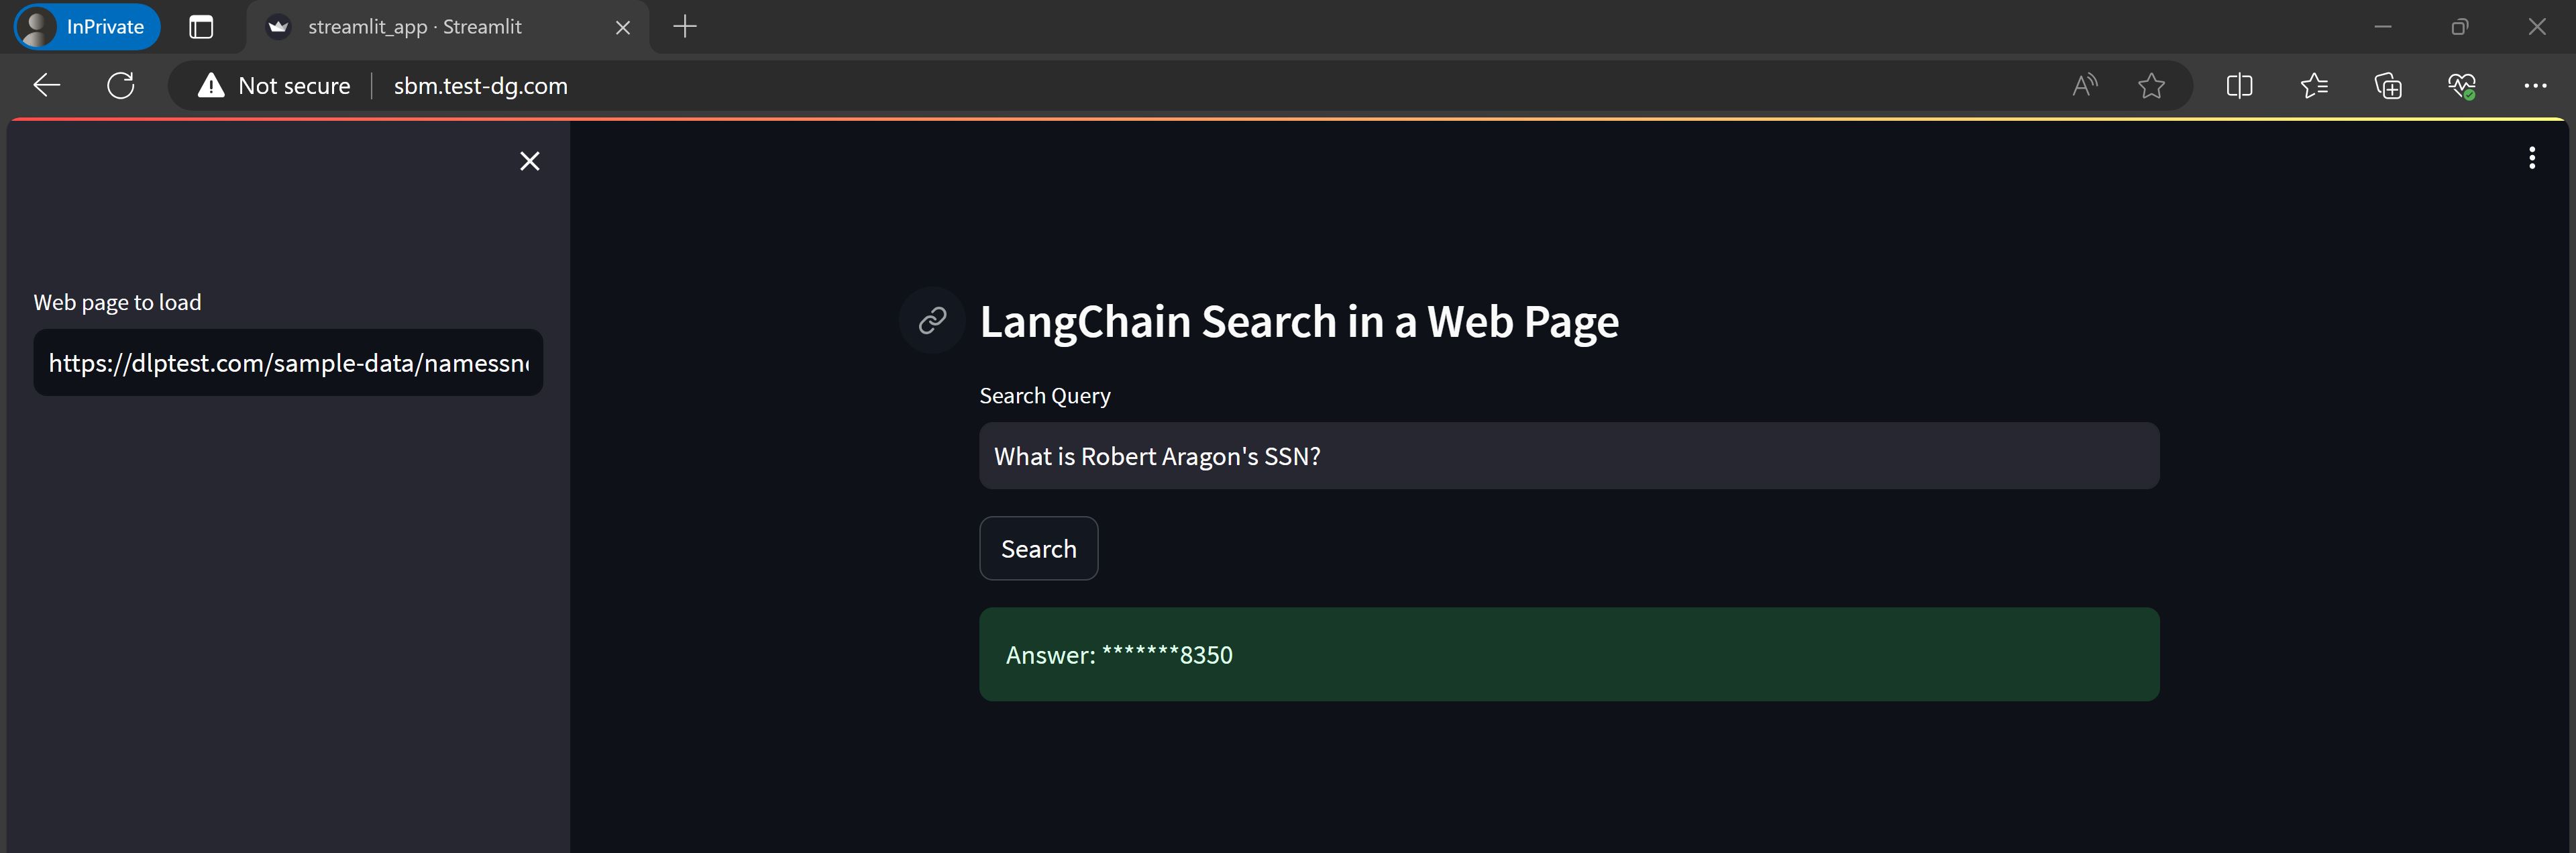 InPrivate
streamlit_app · Streamlit
Not secure
sbm.test-dg.com
Web page to load
https://dlptest.com/sample-data/namessn
LangChain Search in a Web Page
Search Query
What is Robert Aragon's SSN?
Search
Answer: *******8350